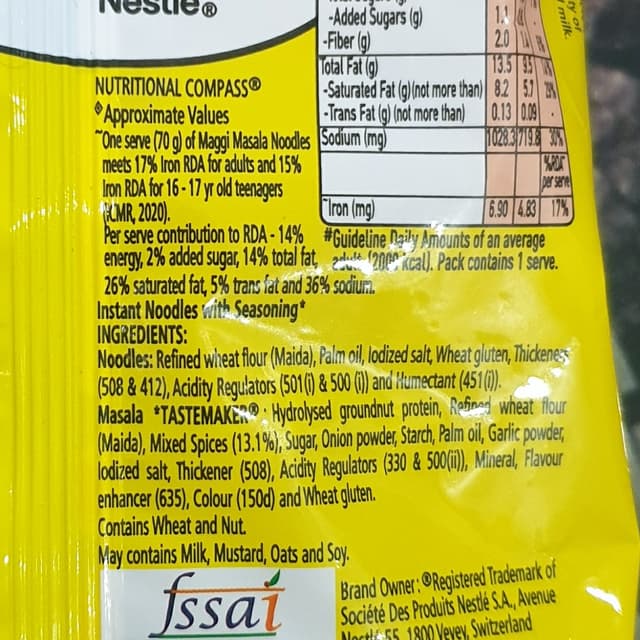 Nestlé®
-Added Sugars (g) 1.1
-Fiber (g) 2.0
Total Fat (g) 13.5 9.5
-Saturated Fat (g) (not more than) 8.2 5.7
-Trans Fat (g) (not more than) 0.13 0.09 -
Sodium (mg) 1028.3 719.8
%RDA*
per serve
~Iron (mg) 6.90 4.83 17%
milk.
NUTRITIONAL COMPASS®
Approximate Values
~One serve (70 g) of Maggi Masala Noodles
meets 17% Iron RDA for adults and 15%
Iron RDA for 16 - 17 yr old teenagers
(ICMR, 2020).
Per serve contribution to RDA - 14%
energy, 2% added sugar, 14% total fat,
26% saturated fat, 5% trans fat and 36% sodium.
#Guideline Daily Amounts of an average
adult (2000 kcal). Pack contains 1 serve.
Instant Noodles with Seasoning*
INGREDIENTS:
Noodles: Refined wheat flour (Maida), Palm oil, Iodized salt, Wheat gluten, Thickeners
(508 & 412), Acidity Regulators (501(i) & 500 (i)) and Humectant (451(i)).
Masala *TASTEMAKER® : Hydrolysed groundnut protein, Refined wheat flour
(Maida), Mixed Spices (13.1%), Sugar, Onion powder, Starch, Palm oil, Garlic powder,
Iodized salt, Thickener (508), Acidity Regulators (330 & 500(ii)), Mineral, Flavour
enhancer (635), Colour (150d) and Wheat gluten.
Contains Wheat and Nut.
May contains Milk, Mustard, Oats and Soy.
fssai
Brand Owner: ®Registered Trademark of
Société Des Produits Nestlé S.A., Avenue
Nestlé 55, 1800 Vevey, Switzerland